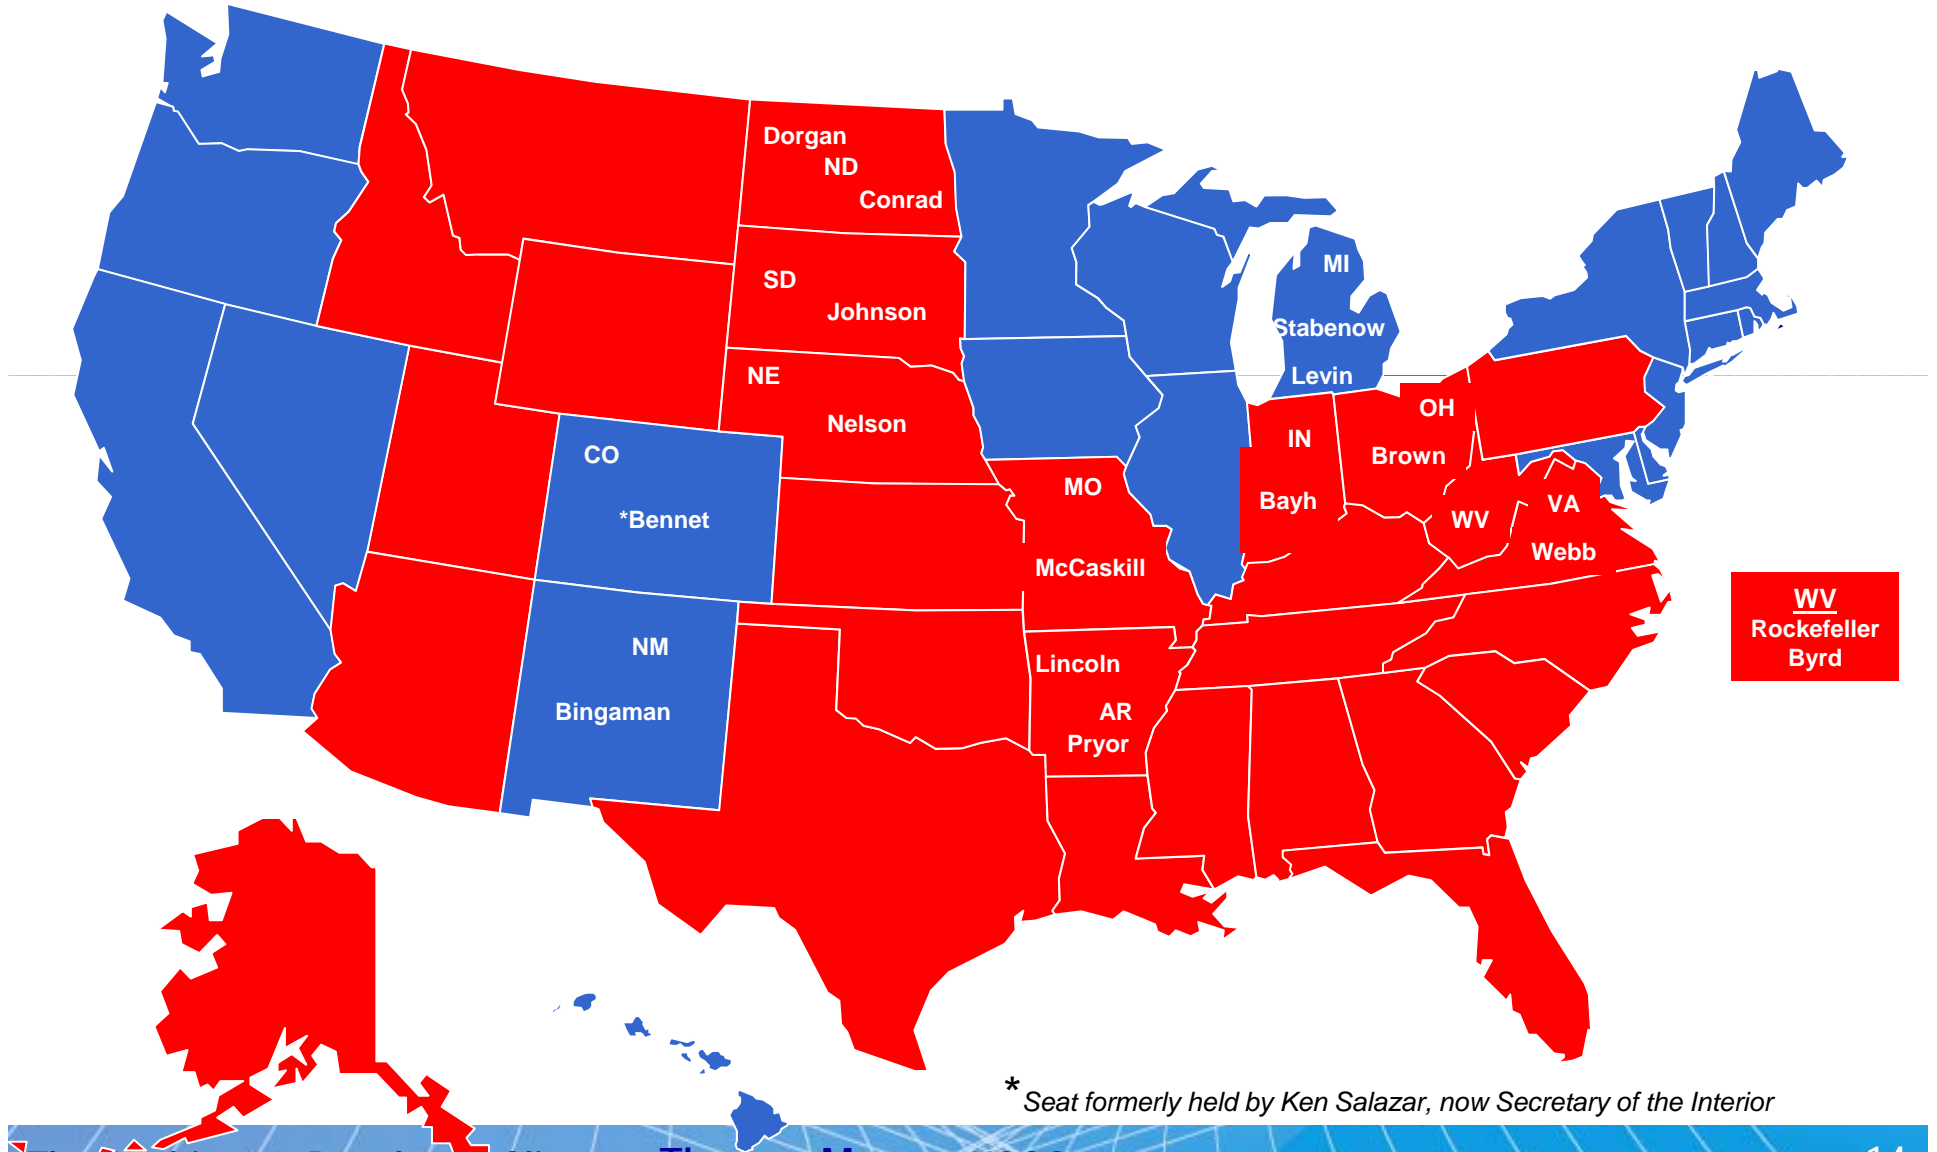 Dorgan
ND
Conrad
SD
Johnson
NE
Nelson
MI
Stabenow
Levin
CO
*Bennet
OH
Brown
IN
Bayh
MO
McCaskill
WV
VA
Webb
WV
Rockefeller
Byrd
NM
Bingaman
Lincoln
AR
Pryor
* Seat formerly held by Ken Salazar, now Secretary of the Interior
14